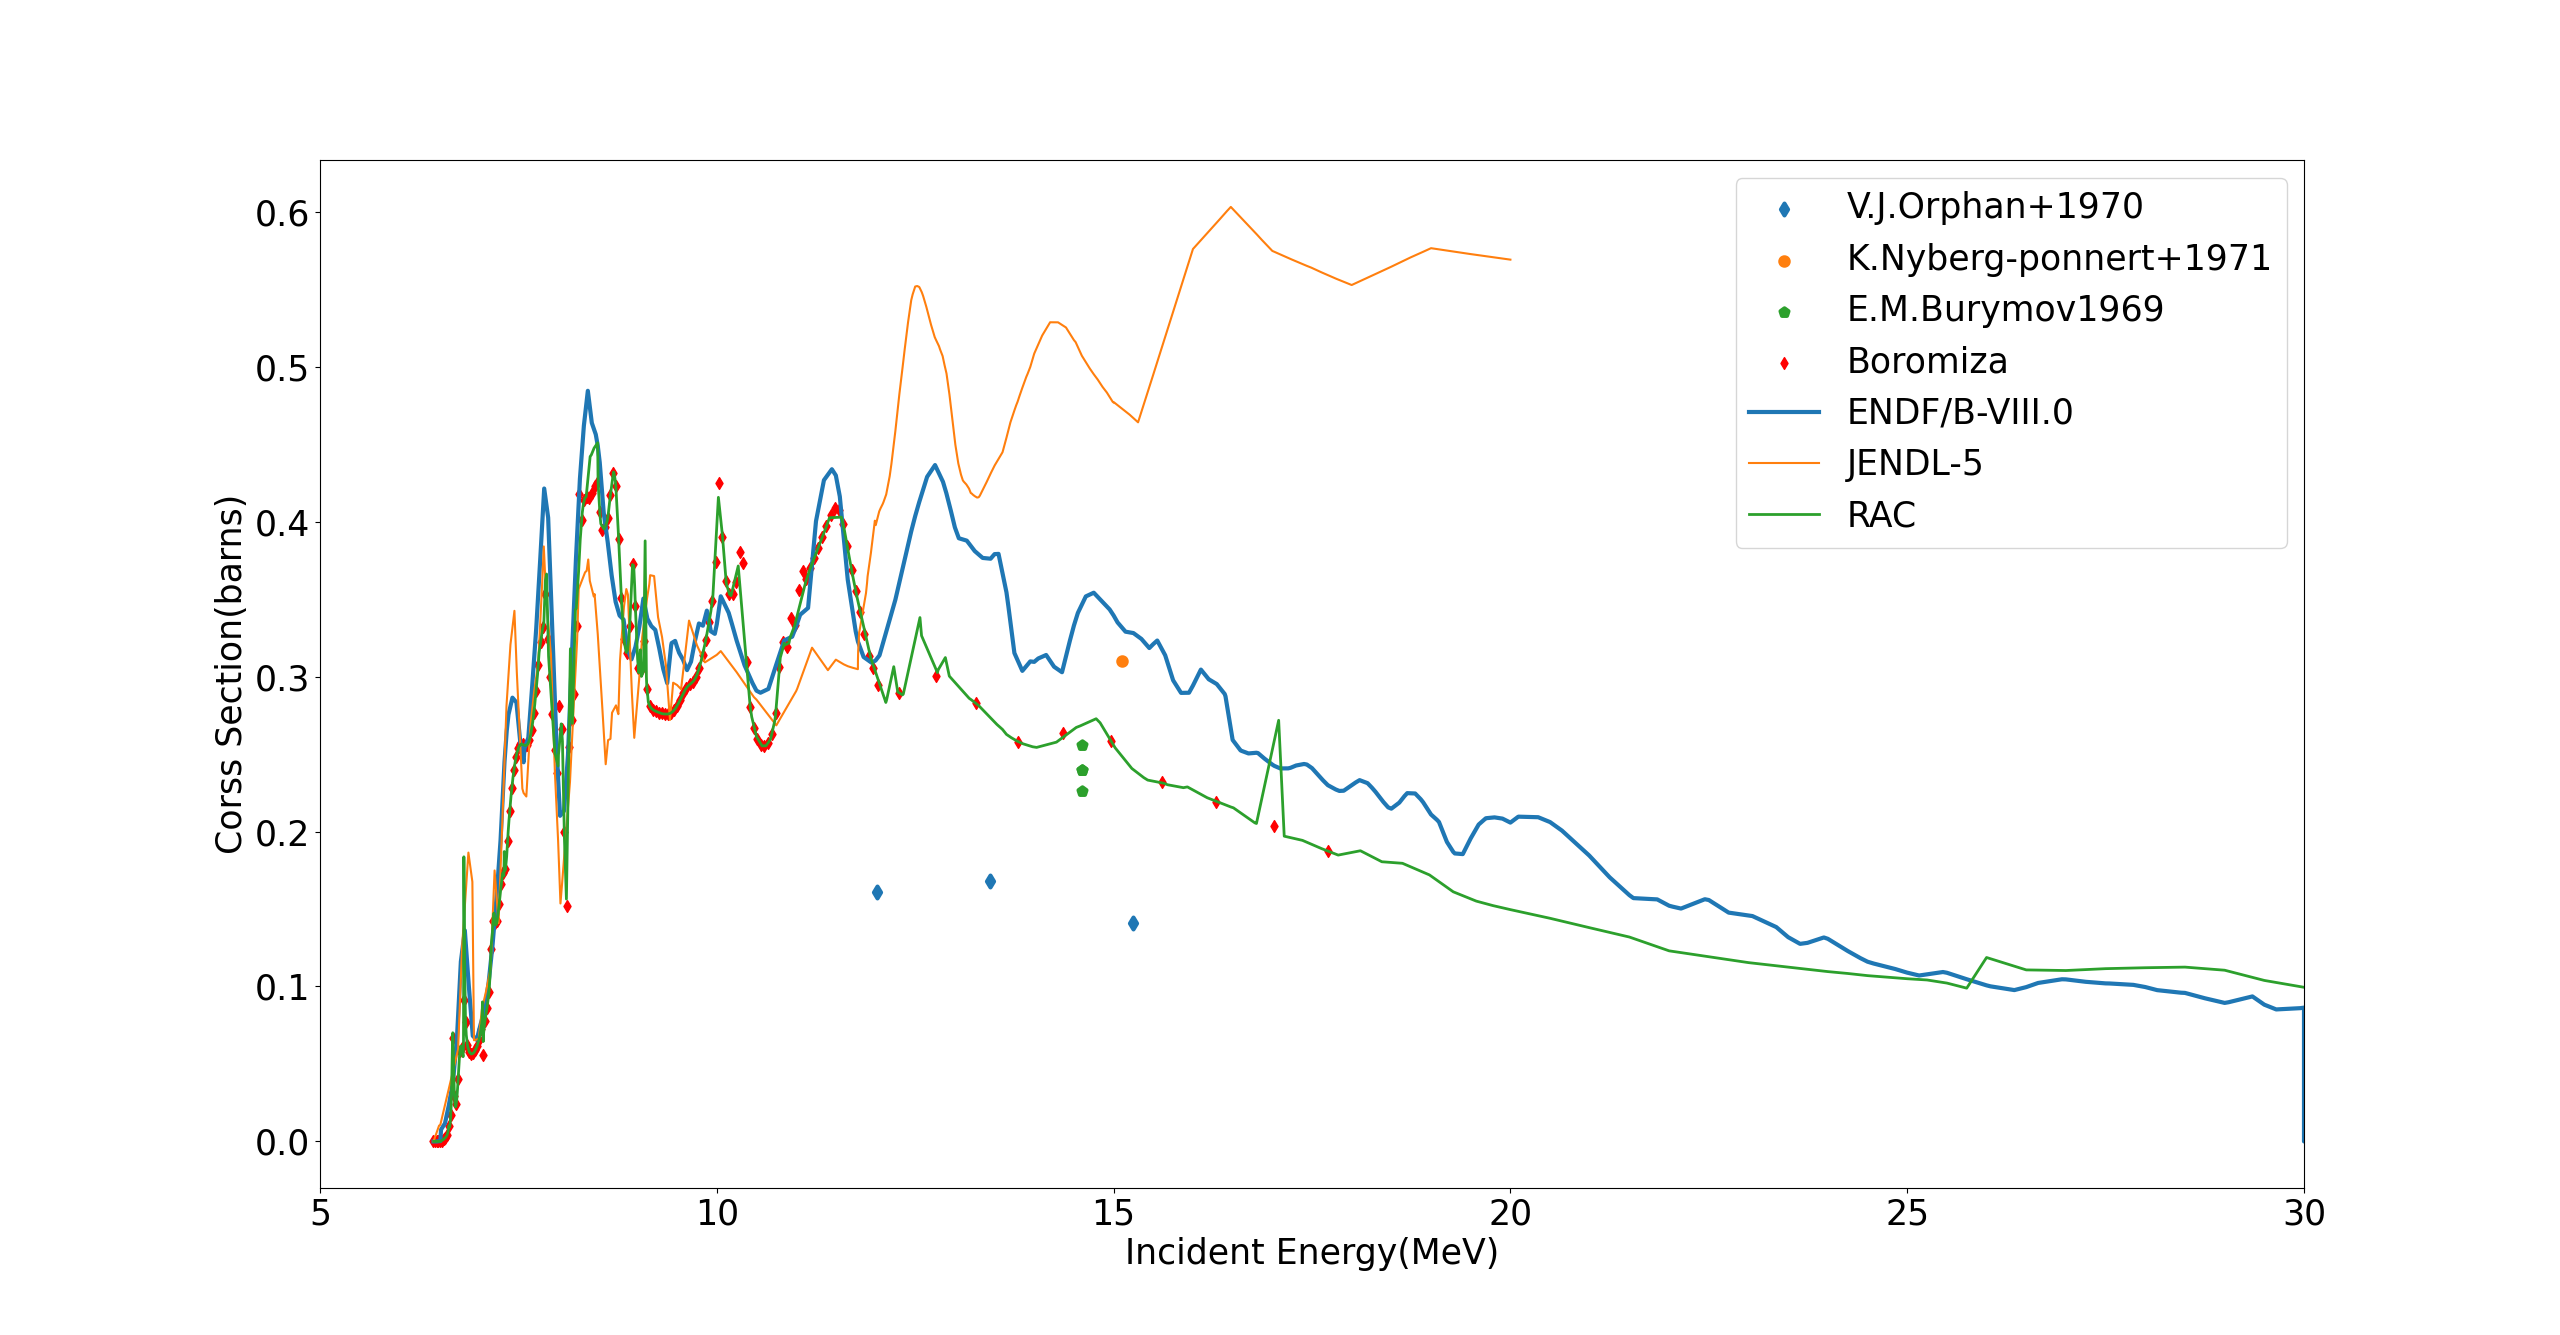 0.6
0.5
0.4
0.3
0.2
0.1
0.0
Corss Section(barns)
V.J.Orphan+1970
K.Nyberg-ponnert+1971
E.M.Burymov1969
Boromiza
ENDF/B-VIII.0
JENDL-5
RAC
5 10 15 20 25 30
Incident Energy(MeV)